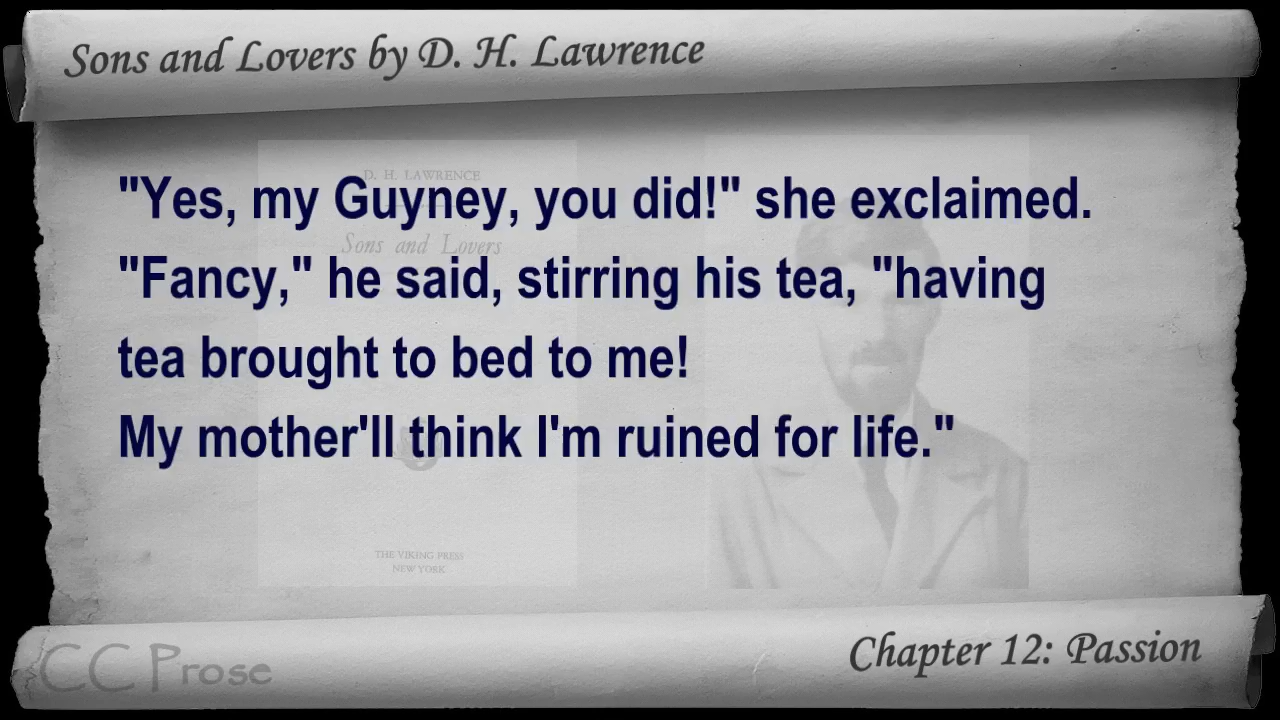 Sons and Lovers by D. H. Lawrence
D. H. LAWRENCE
"Yes, my Guyney, you did!" she exclaimed.
Sons and Lovers
"Fancy," he said, stirring his tea, "having
tea brought to bed to me!
My mother'll think I'm ruined for life."
THE VIKING PRESS
NEW YORK
CC Prose
Chapter 12: Passion